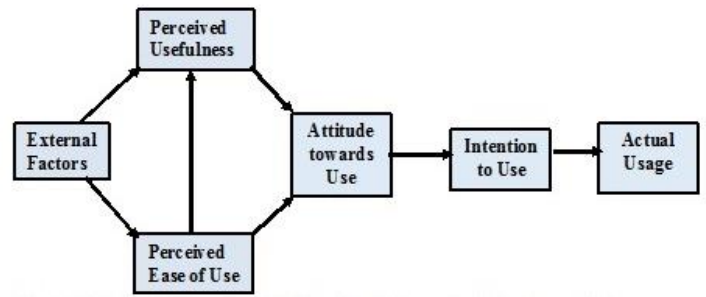 Perceived
Usefulness
External
Factors
Attitude
towards
Use
Intention
to Use
Actual
Usage
Perceived
Ease of Use